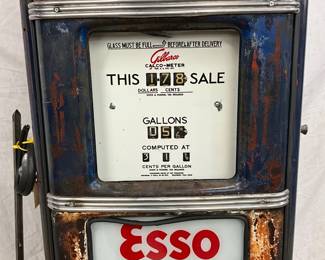 GLASS MUST BE FULL BEFORE & AFTER DELIVERY
Gilbarco
CALCO-METER
THIS 178 SALE
DOLLARS CENTS
GALLONS
052
COMPUTED AT
CENTS PER GALLON
ESSO